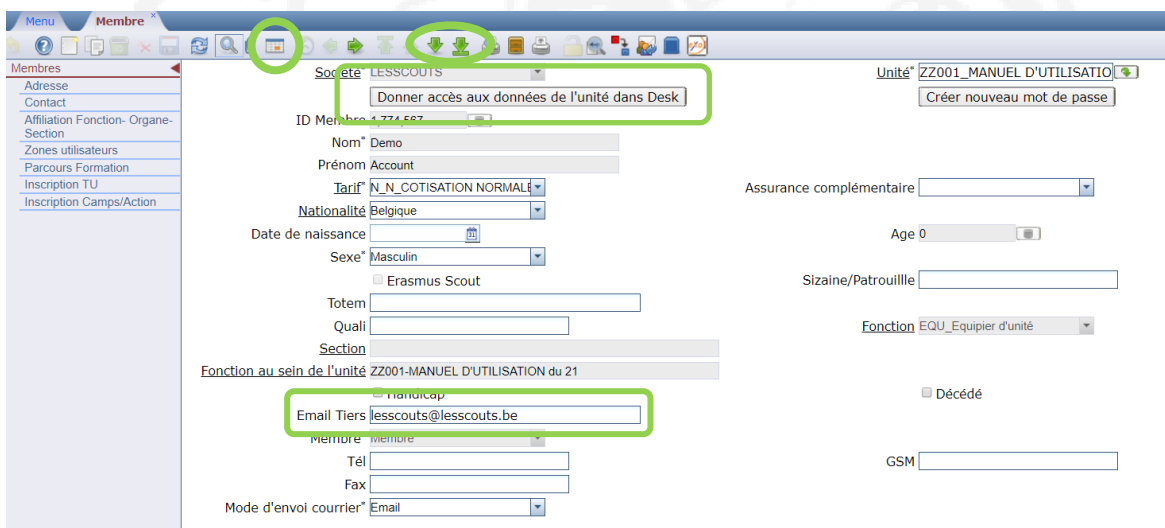 Menu Membre
Membres
Adresse
Contact
Affiliation Fonction- Organe-
Section
Zones utilisateurs
Parcours Formation
Inscription TU
Inscription Camps/Action
Société* LESSCOUTS Unité* ZZ001_MANUEL D'UTILISATIO
Donner accès aux données de l'unité dans Desk Créer nouveau mot de passe
ID Membre 1,774,567
Nom* Demo
Prénom Account
Tarif* N_N_COTISATION NORMALE Assurance complémentaire
Nationalité Belgique
Date de naissance Age 0
Sexe* Masculin
Erasmus Scout Sizaine/Patrouillle
Totem
Quali Fonction EQU_Equipier d'unité
Section
Fonction au sein de l'unité ZZ001-MANUEL D'UTILISATION du 21
Handicap Décédé
Email Tiers lesscouts@lesscouts.be
Membre Membre
Tél GSM
Fax
Mode d'envoi courrier* Email